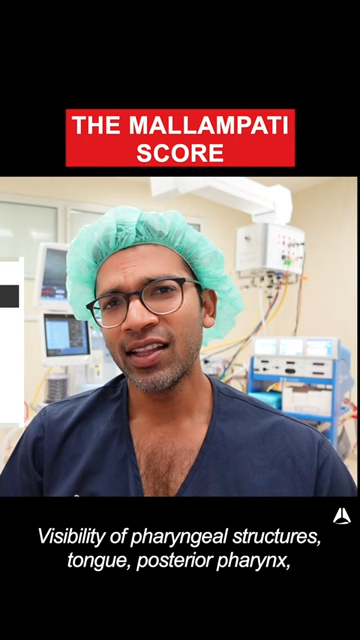 THE MALLAMPATI
SCORE
Visibility of pharyngeal structures,
tongue, posterior pharynx,